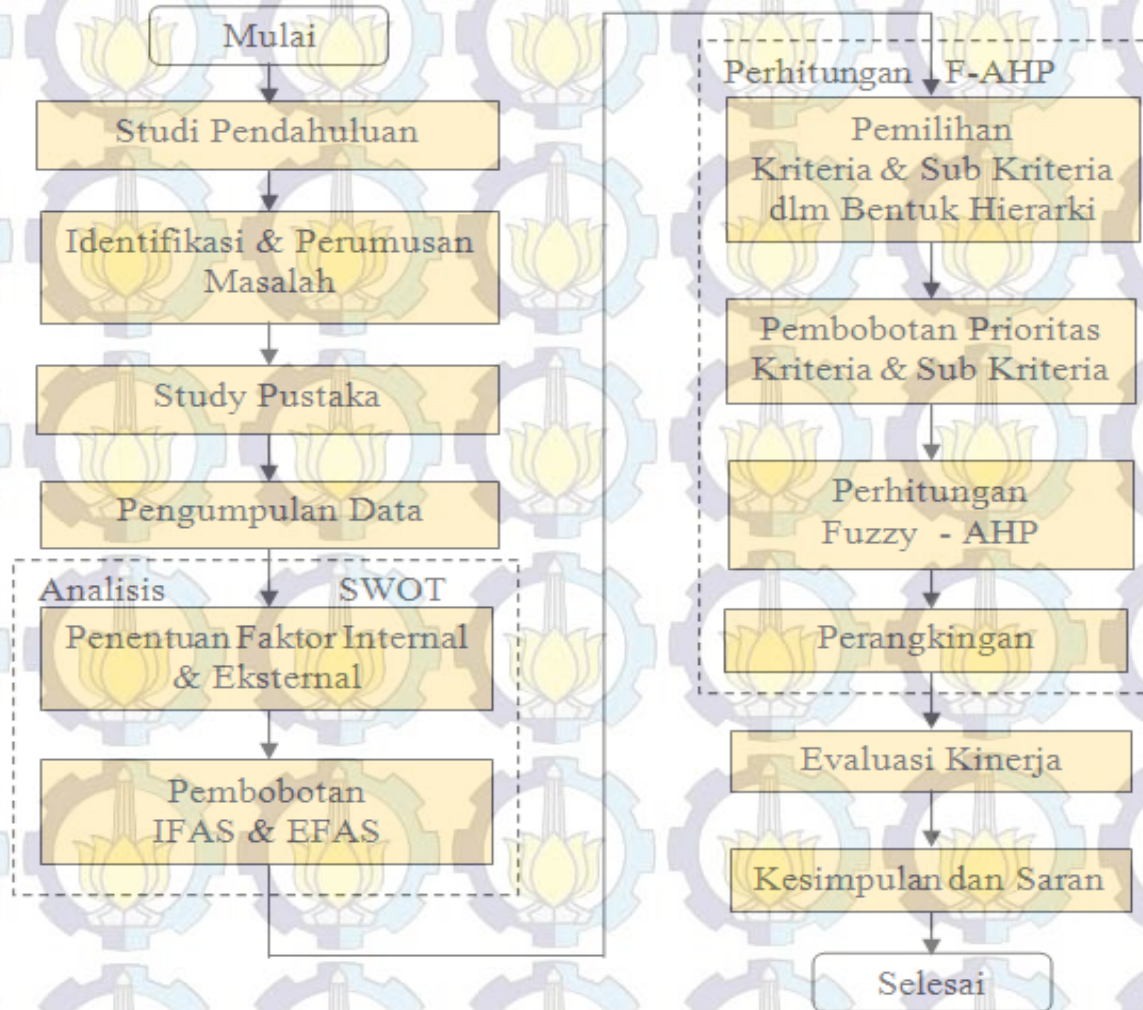 Mulai
Studi Pendahuluan
Identifikasi & Perumusan
Masalah
Study Pustaka
Pengumpulan Data
Analisis SWOT
Penentuan Faktor Internal
& Eksternal
Pembobotan
IFAS & EFAS
Perhitungan F-AHP
Pemilihan
Kriteria & Sub Kriteria
dlm Bentuk Hierarki
Pembobotan Prioritas
Kriteria & Sub Kriteria
Perhitungan
Fuzzy - AHP
Perangkingan
Evaluasi Kinerja
Kesimpulan dan Saran
Selesai